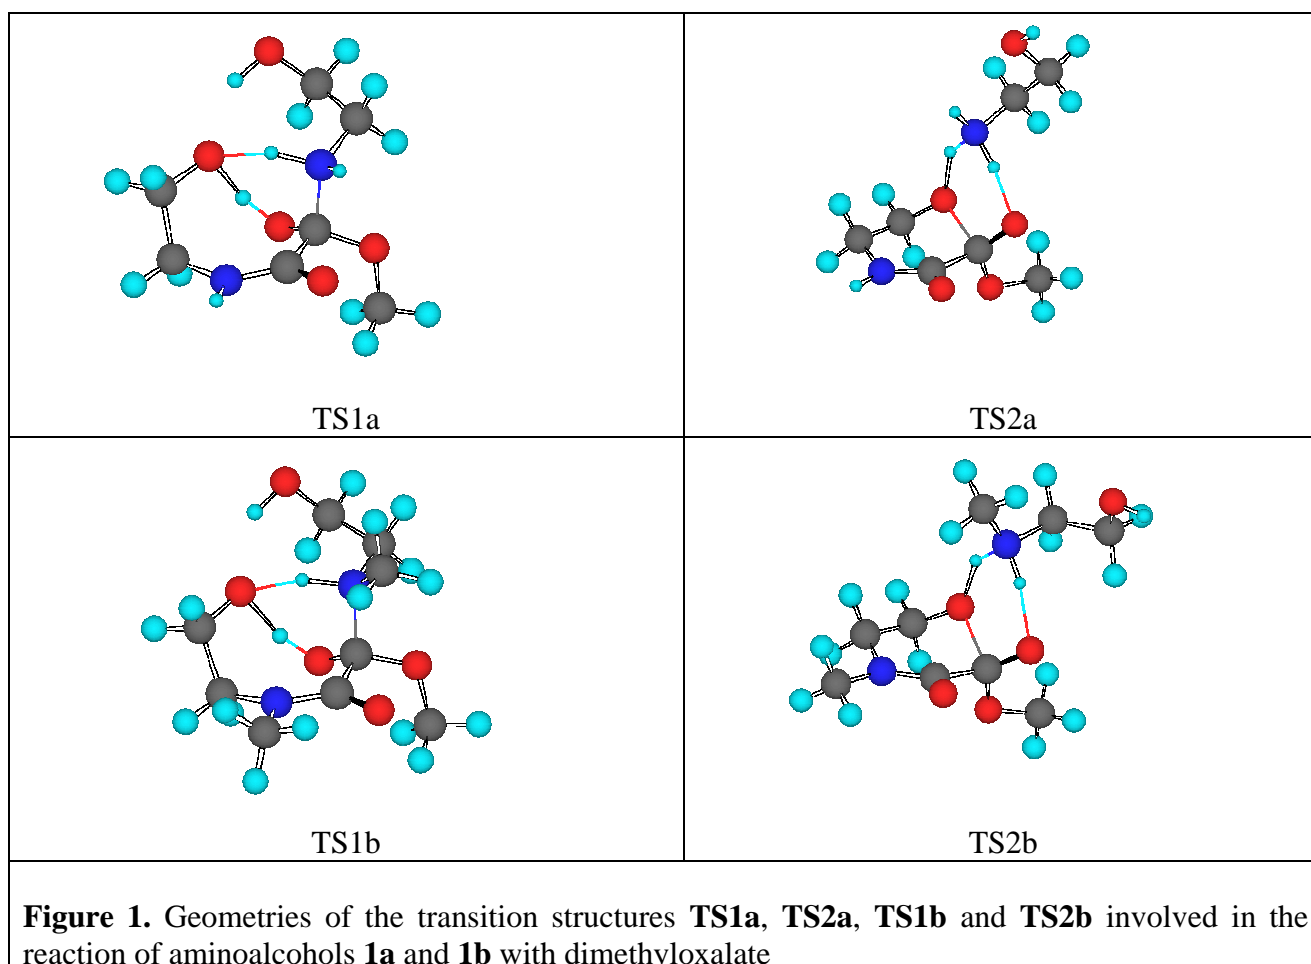 TS1a
TS2a
TS1b
TS2b
Figure 1. Geometries of the transition structures TS1a, TS2a, TS1b and TS2b involved in the
reaction of aminoalcohols 1a and 1b with dimethyloxalate